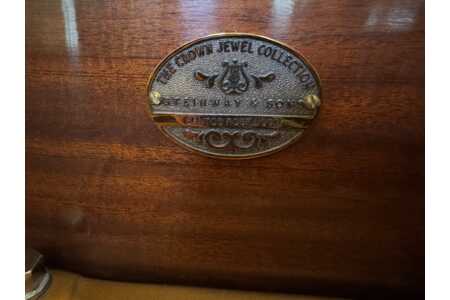 THE CROWN JEWEL COLLECTION
STEINWAY & SONS